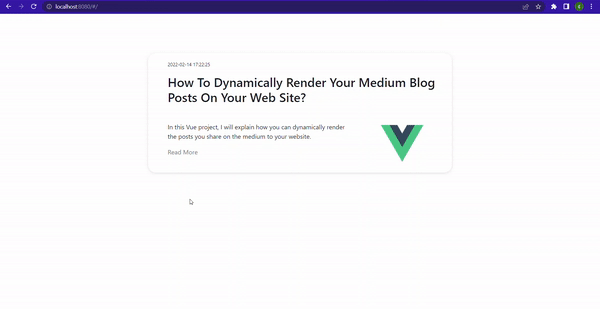 localhost:8080/#/
2022-02-14 17:22:25
How To Dynamically Render Your Medium Blog
Posts On Your Web Site?
In this Vue project, I will explain how you can dynamically render
the posts you share on the medium to your website.
Read More